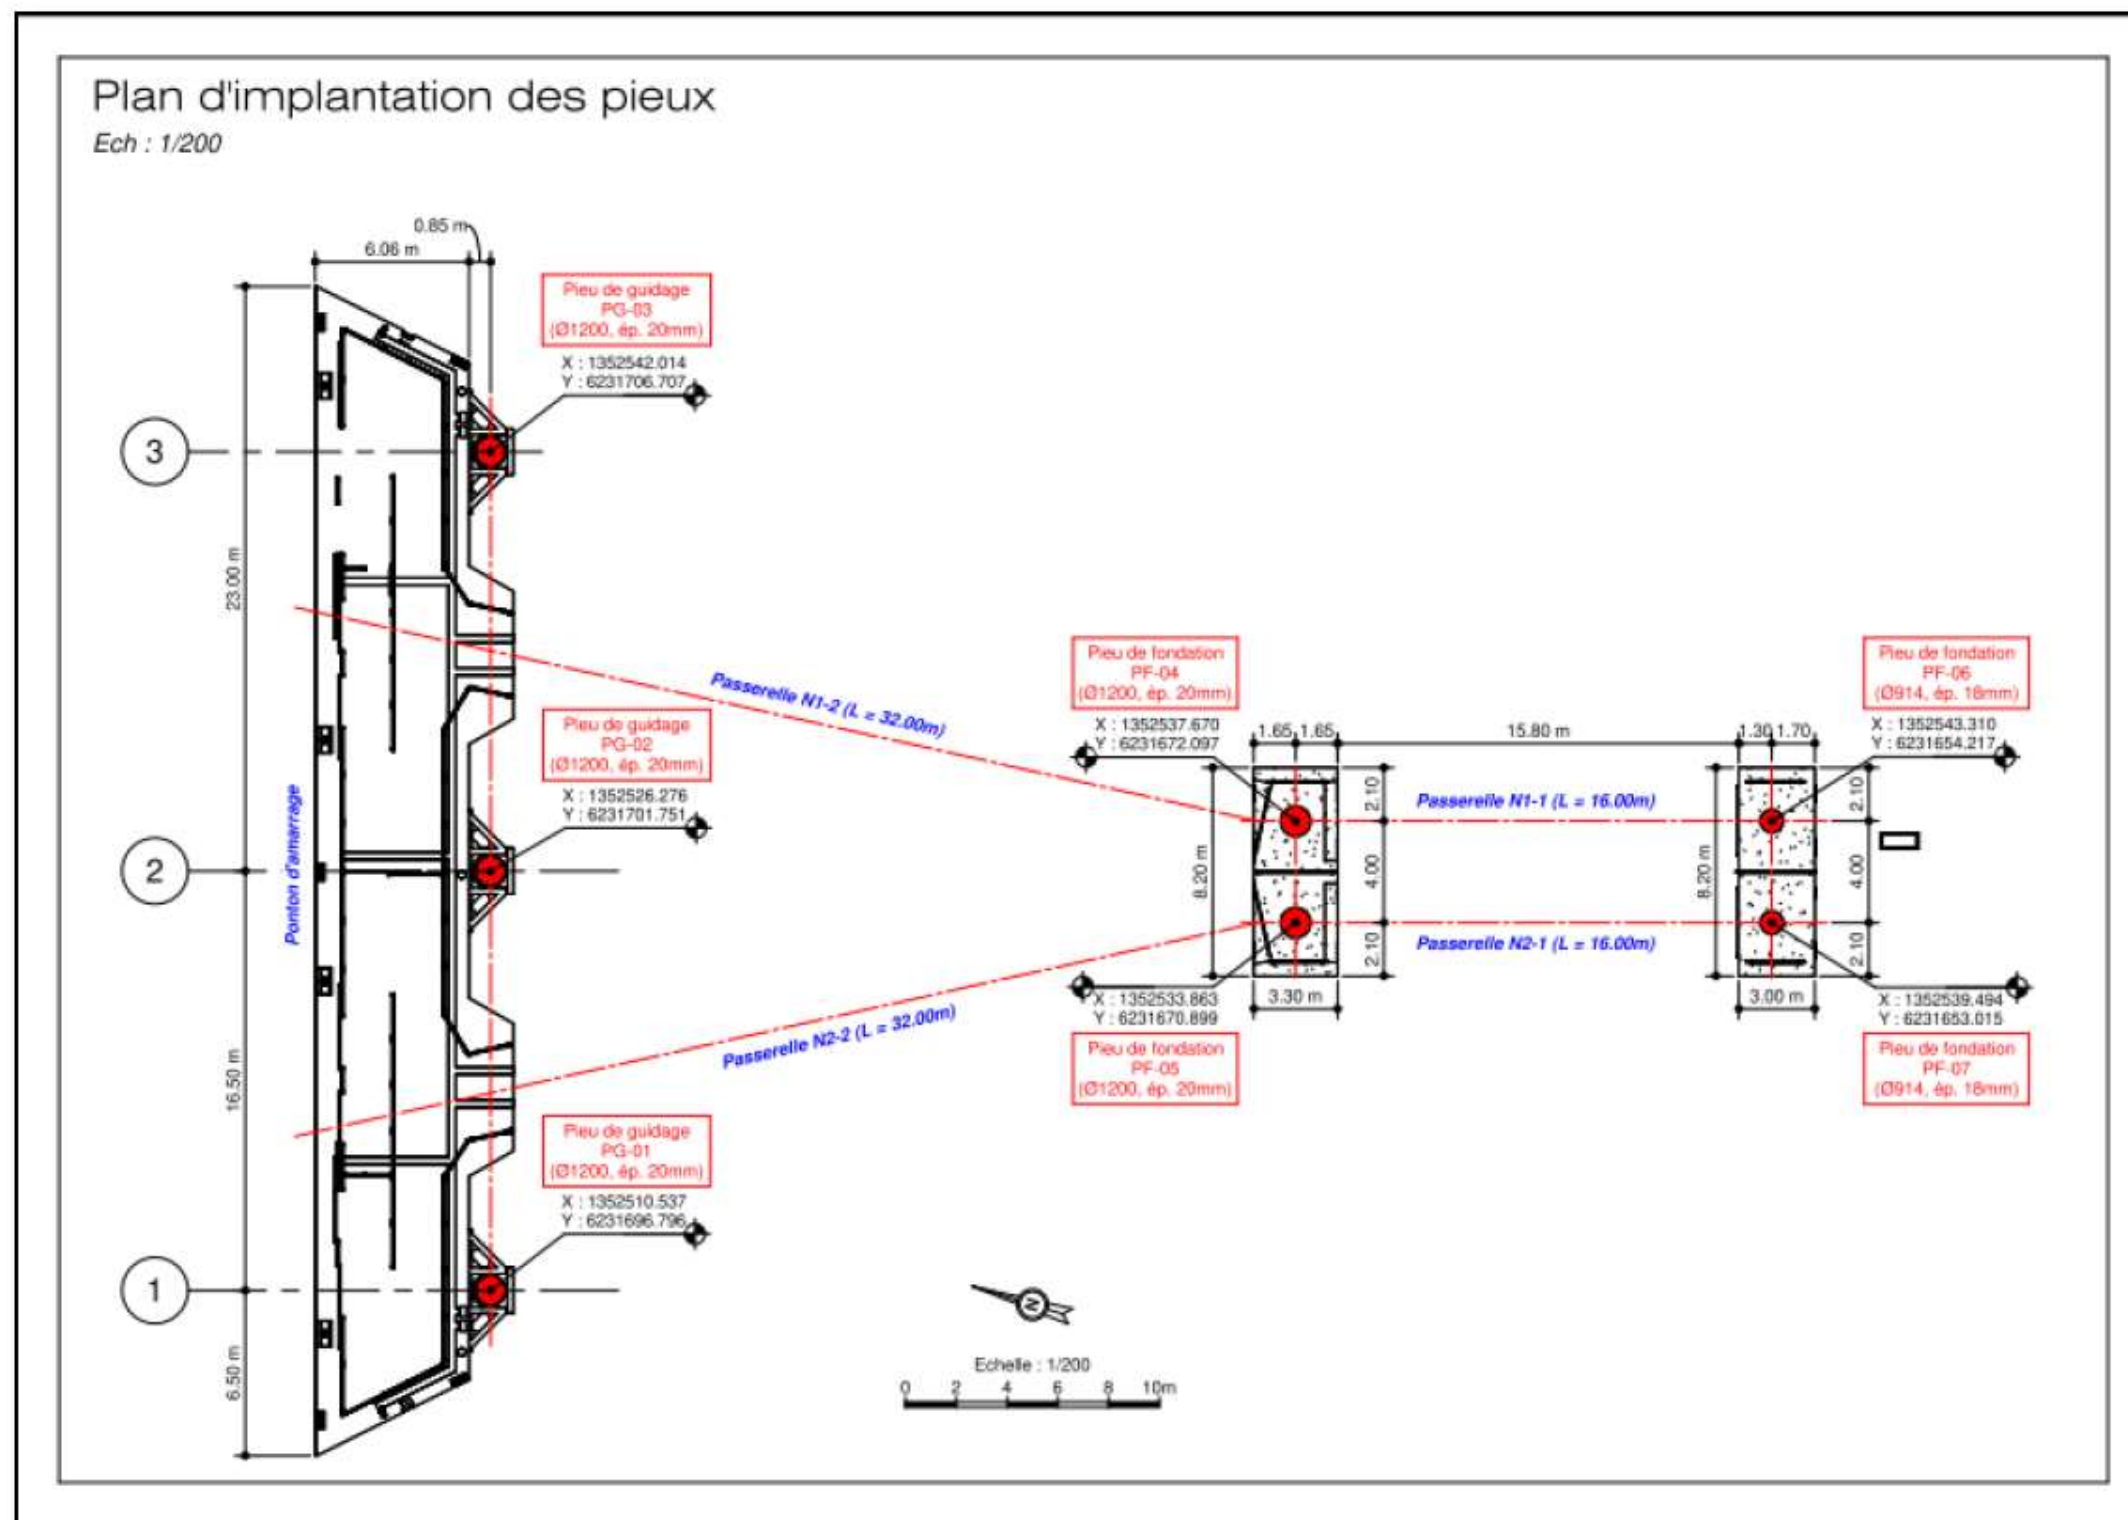 Plan d'implantation des pieux
Ech : 1/200
0.85 m
6.06 m
Pieu de guidage
PG-03
(Ø1200, ép. 20mm)
X : 1352542.014
Y : 6231706.707
3
23.00 m
Passerelle N1-2 (L = 32.00m)
Pieu de guidage
PG-02
(Ø1200, ép. 20mm)
X : 1352526.276
Y : 6231701.751
Ponton d'amarrage
2
Pieu de fondation
PF-04
(Ø1200, ép. 20mm)
X : 1352537.670
Y : 6231672.097
1.65 1.65
15.80 m
1.30 1.70
Pieu de fondation
PF-06
(Ø914, ép. 18mm)
X : 1352543.310
Y : 6231654.217
2.10
Passerelle N1-1 (L = 16.00m)
2.10
8.20 m
4.00
8.20 m
4.00
2.10
Passerelle N2-1 (L = 16.00m)
2.10
X : 1352533.863
Y : 6231670.899
3.30 m
3.00 m
X : 1352539.494
Y : 6231653.015
Passerelle N2-2 (L = 32.00m)
Pieu de fondation
PF-05
(Ø1200, ép. 20mm)
Pieu de fondation
PF-07
(Ø914, ép. 18mm)
16.50 m
Pieu de guidage
PG-01
(Ø1200, ép. 20mm)
X : 1352510.537
Y : 6231696.796
1
6.50 m
N
Echelle : 1/200
0 2 4 6 8 10m